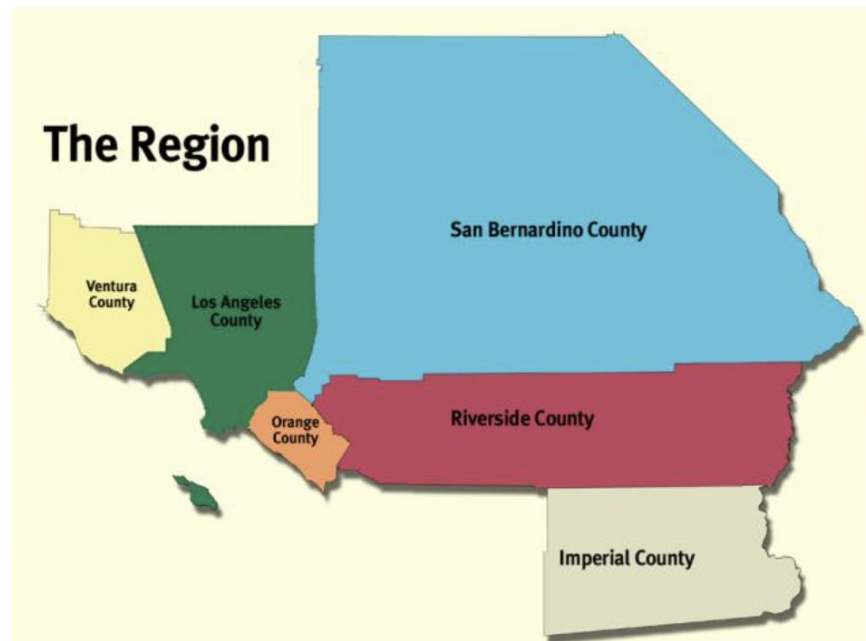 The Region
San Bernardino County
Ventura
County
Los Angeles
County
Orange
County
Riverside County
Imperial County